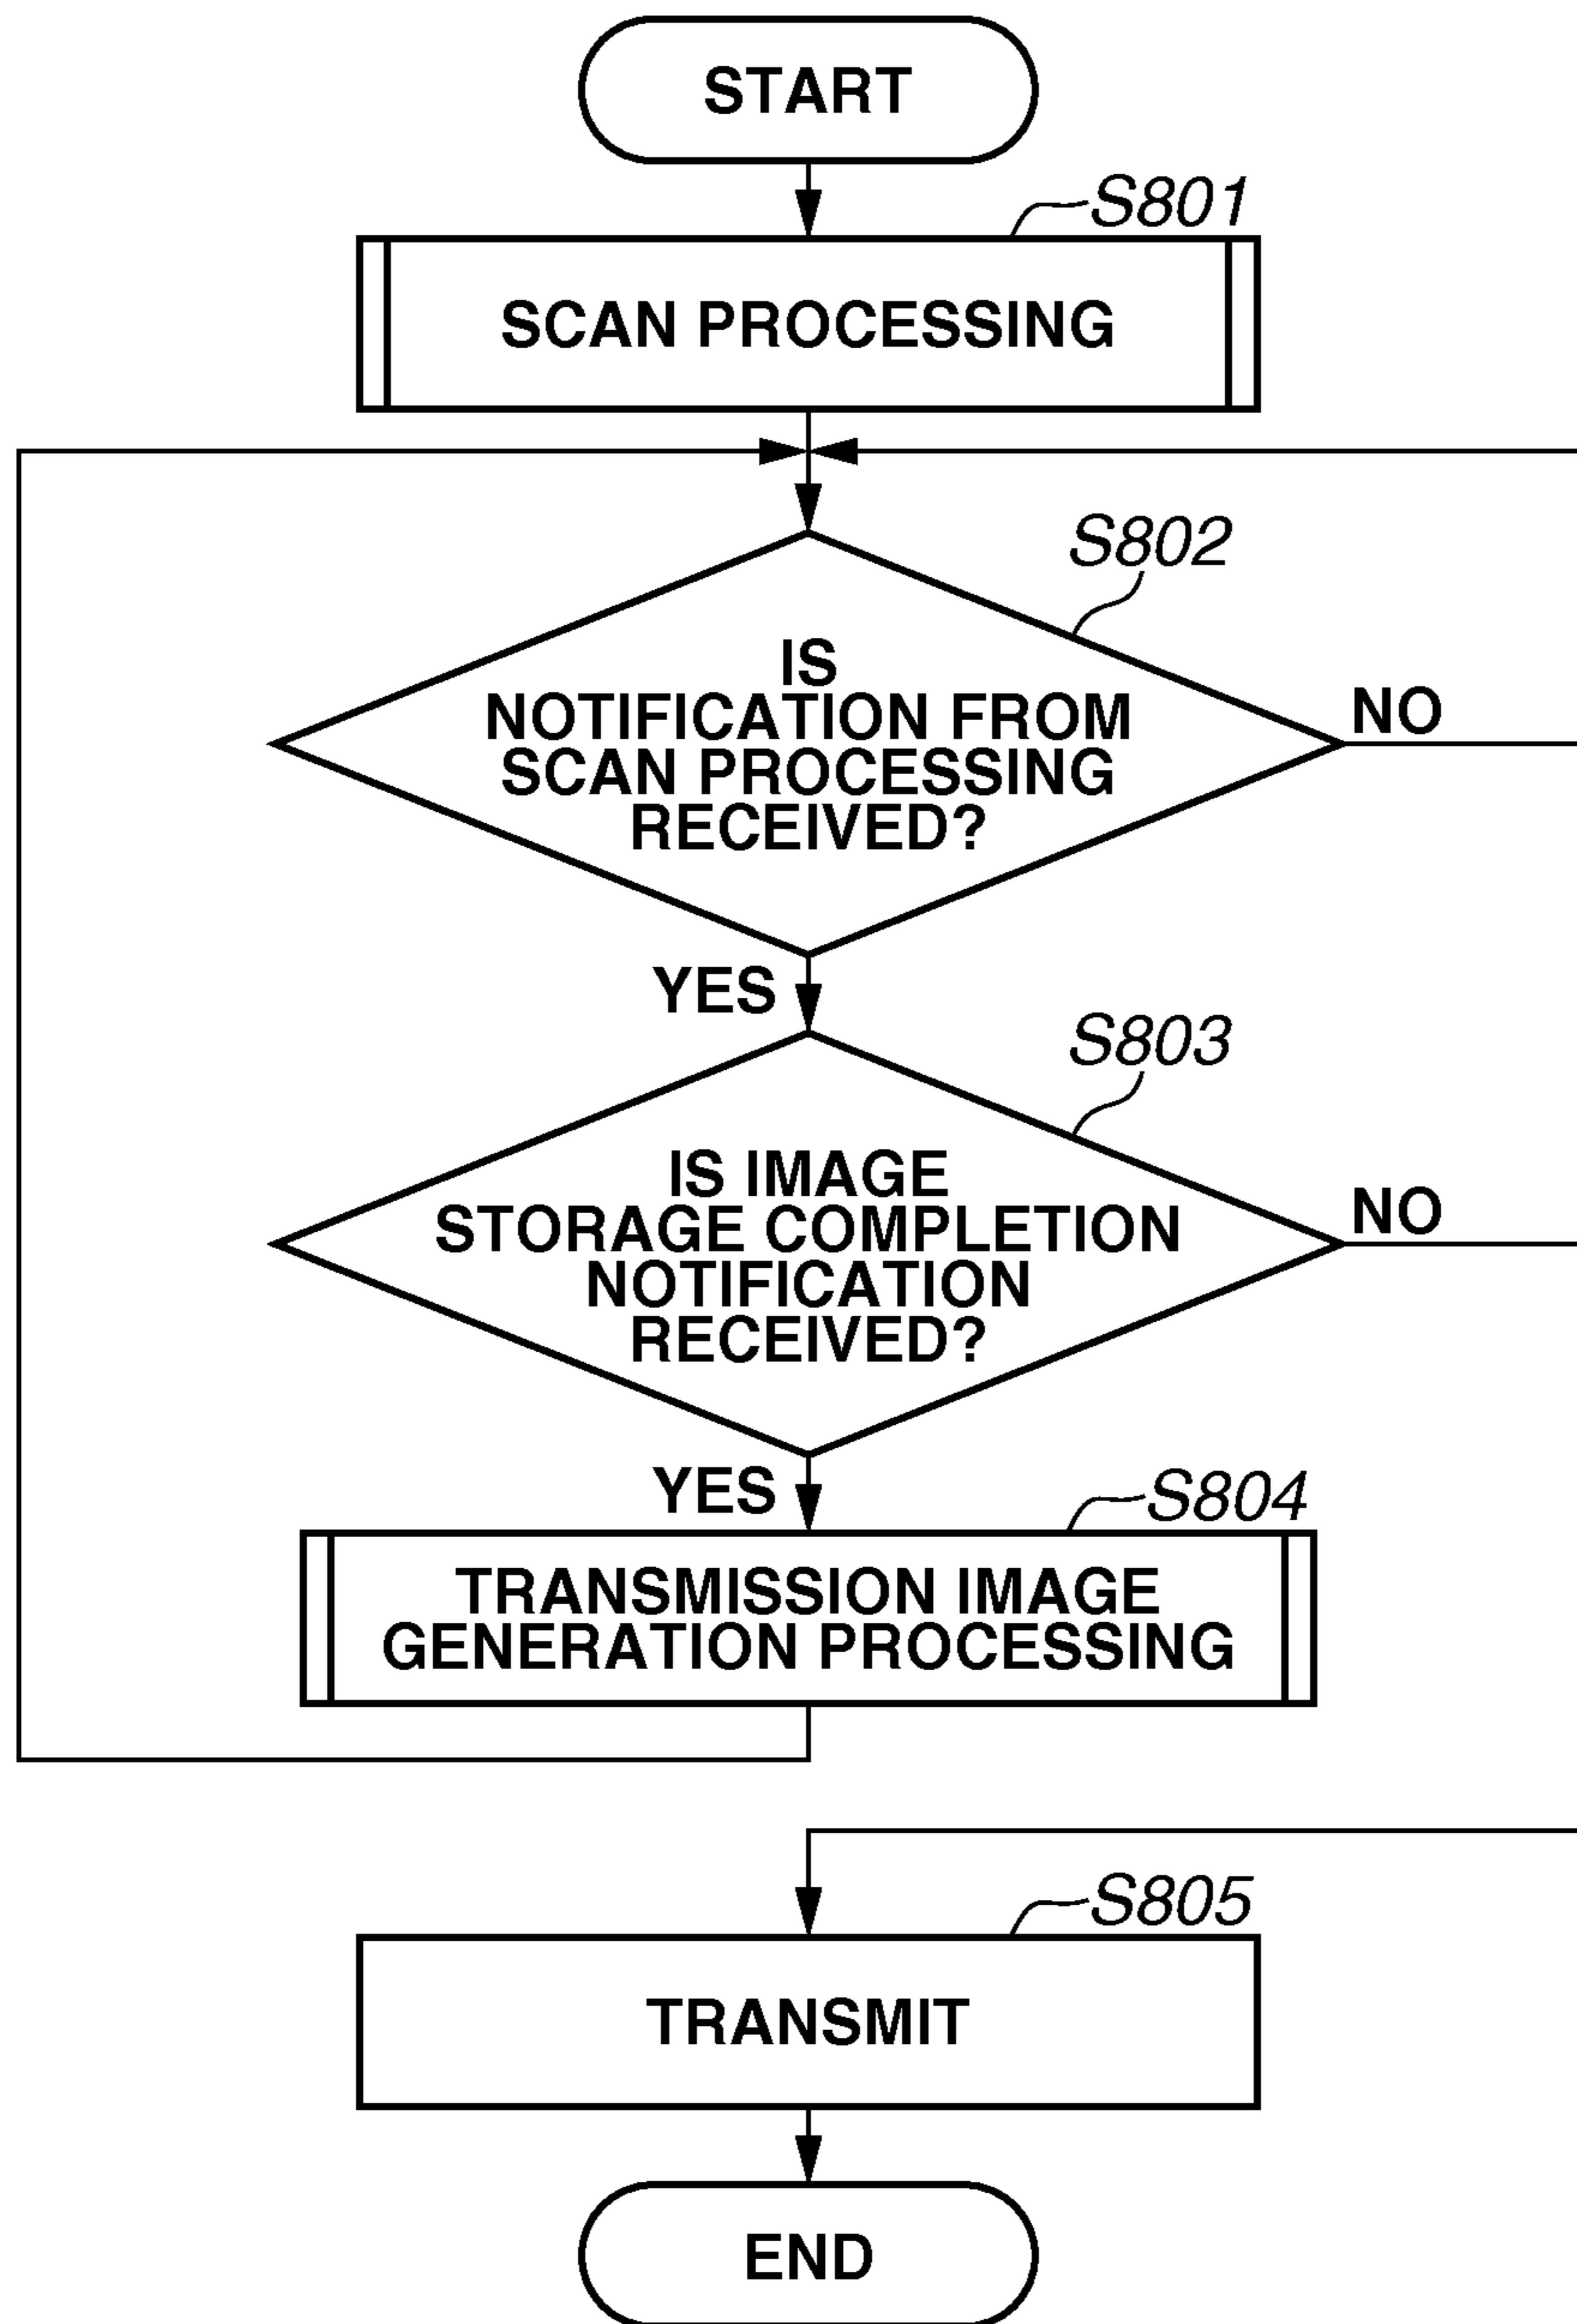 START
S801
SCAN PROCESSING
S802
IS
NOTIFICATION FROM
SCAN PROCESSING
RECEIVED?
NO
YES
S803
IS IMAGE
STORAGE COMPLETION
NOTIFICATION
RECEIVED?
NO
YES
S804
TRANSMISSION IMAGE
GENERATION PROCESSING
S805
TRANSMIT
END